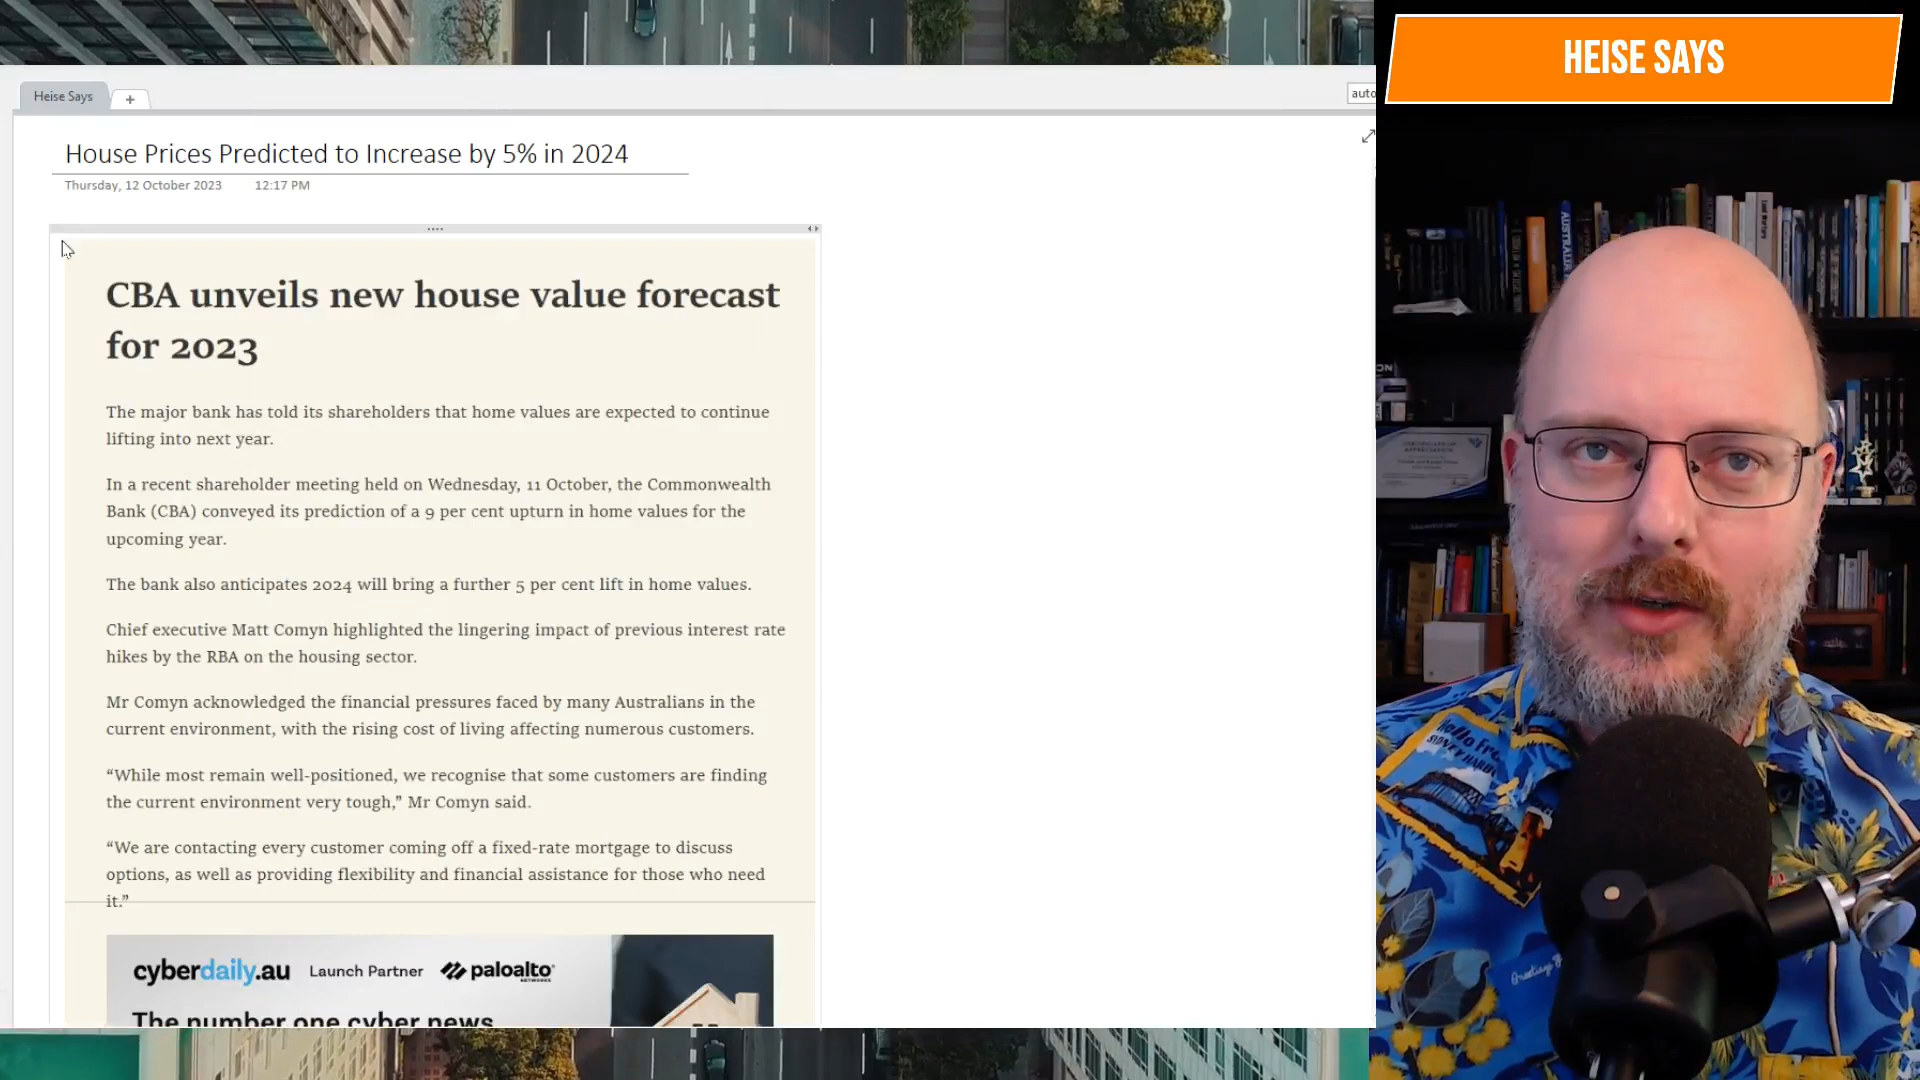 HEISE SAYS
Heise Says
+
auto
House Prices Predicted to Increase by 5% in 2024
Thursday, 12 October 2023 12:17 PM
CBA unveils new house value forecast
for 2023
The major bank has told its shareholders that home values are expected to continue
lifting into next year.
In a recent shareholder meeting held on Wednesday, 11 October, the Commonwealth
Bank (CBA) conveyed its prediction of a 9 per cent upturn in home values for the
upcoming year.
The bank also anticipates 2024 will bring a further 5 per cent lift in home values.
Chief executive Matt Comyn highlighted the lingering impact of previous interest rate
hikes by the RBA on the housing sector.
Mr Comyn acknowledged the financial pressures faced by many Australians in the
current environment, with the rising cost of living affecting numerous customers.
“While most remain well-positioned, we recognise that some customers are finding
the current environment very tough,” Mr Comyn said.
“We are contacting every customer coming off a fixed-rate mortgage to discuss
options, as well as providing flexibility and financial assistance for those who need
it.”
cyberdaily.au Launch Partner paloalto
NETWORKS
The number one cyber news